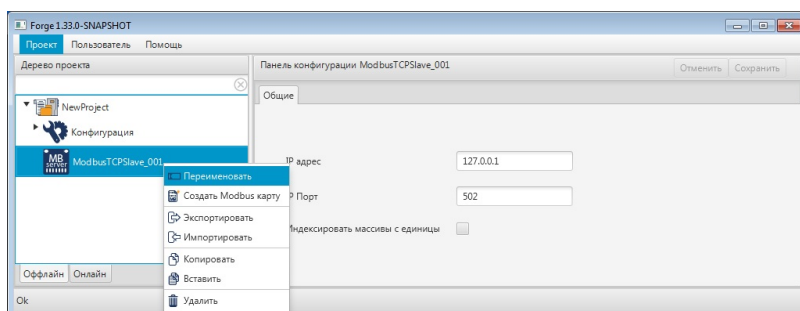 Forge 1.33.0-SNAPSHOT
Проект Пользователь Помощь
Дерево проекта
Панель конфигурации ModbusTCPSlave_001
Отменить Сохранить
Общие
NewProject
Конфигурация
MB server ModbusTCPSlave_001
IP адрес 127.0.0.1
Переименовать
Создать Modbus карту
P Порт 502
Экспортировать
Индексировать массивы с единицы
Импортировать
Копировать
Вставить
Удалить
Оффлайн Онлайн
Ok